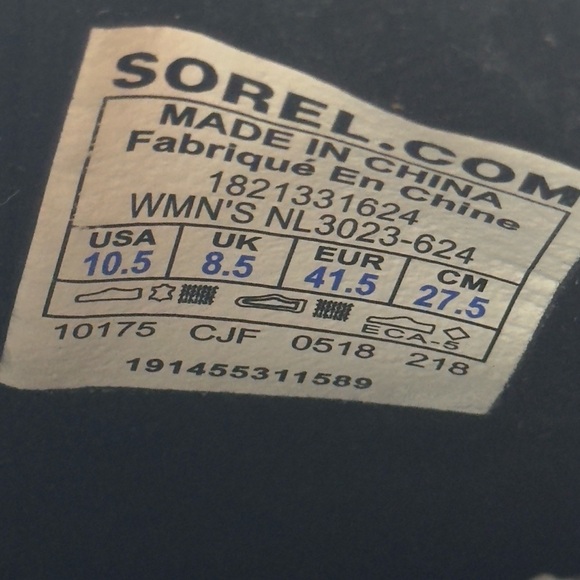 SOREL.COM
MADE IN CHINA
Fabriqué En Chine
1821331624
WMN'S NL3023-624
USA UK EUR CM
10.5 8.5 41.5 27.5
ECA-5
10175 CJF 0518 218
191455311589